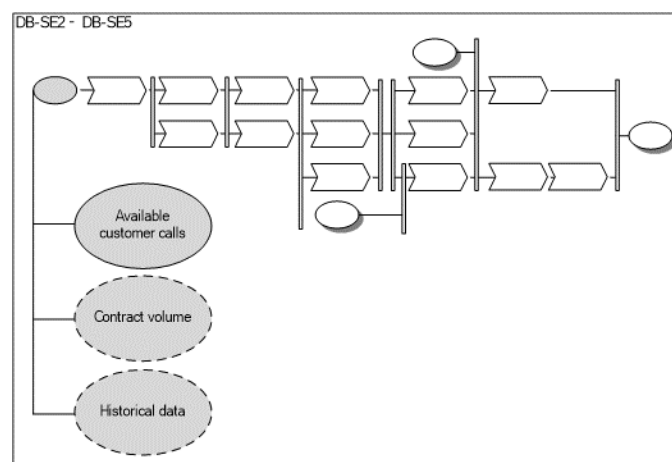 DB-SE2 - DB-SE5
Available
customer calls
Contract volume
Historical data